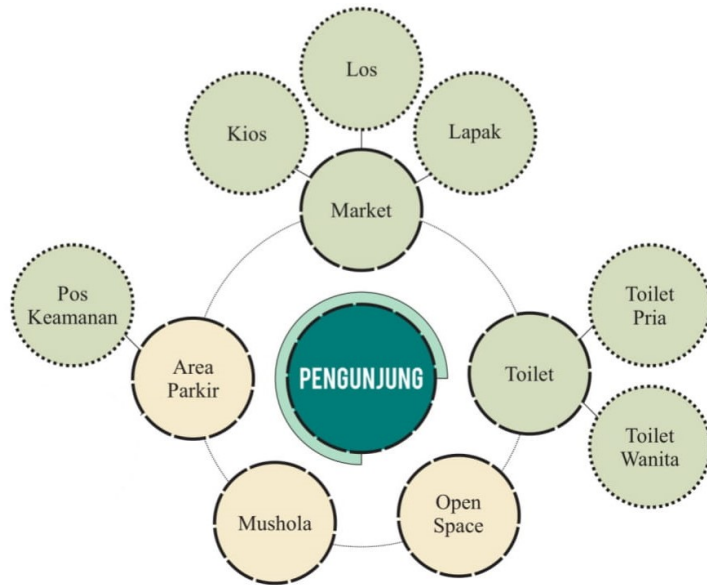 Los
Kios
Lapak
Market
Pos
Keamanan
Toilet
Pria
Area
Parkir
PENGUNJUNG
Toilet
Toilet
Wanita
Mushola
Open
Space